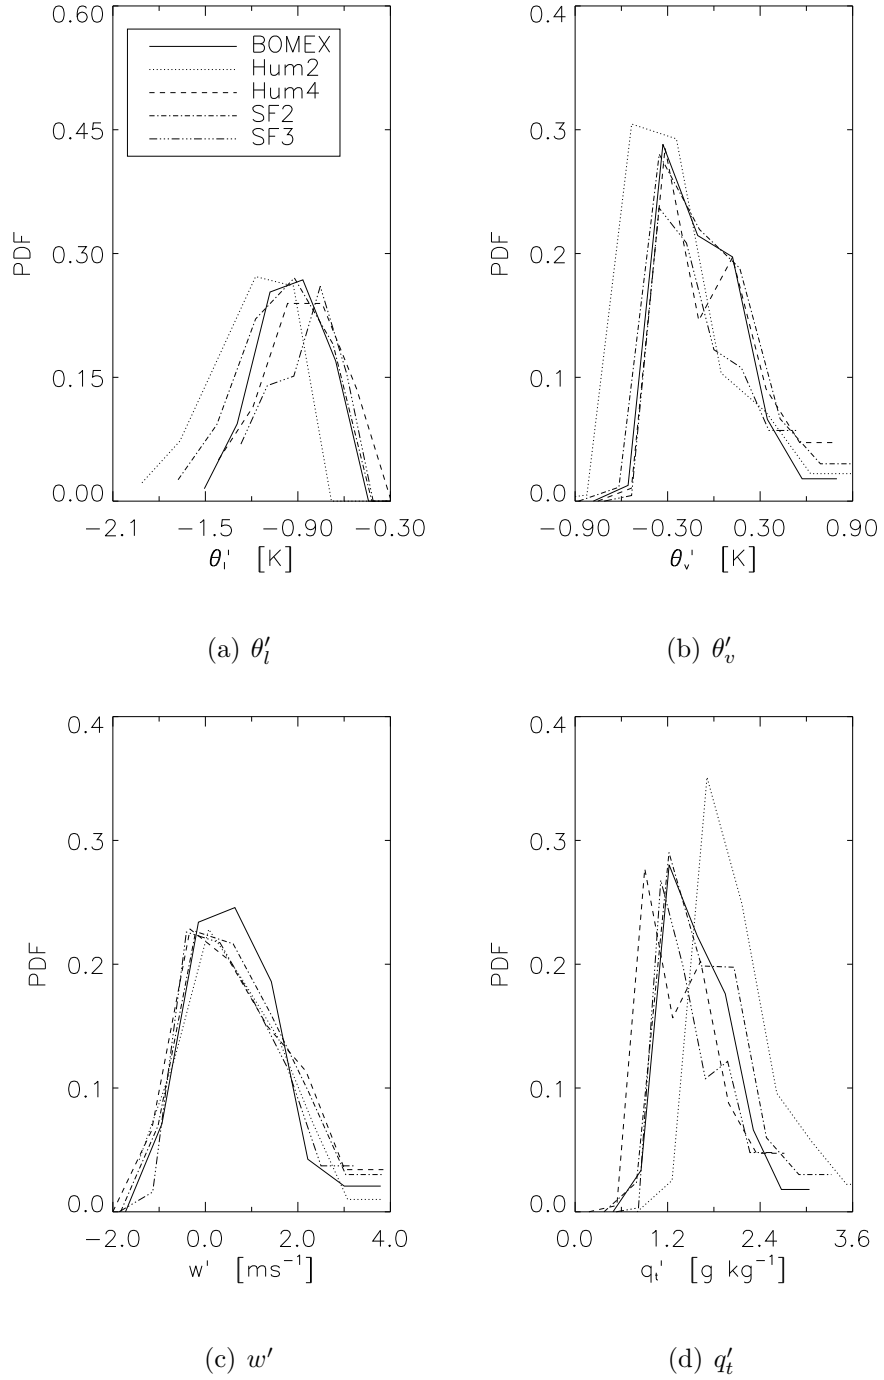 0.60
0.45
0.30
0.15
0.00
PDF
BOMEX
Hum2
Hum4
SF2
SF3
−2.1 −1.5 −0.90 −0.30
θl' [K]
0.4
0.3
0.2
0.1
0.0
PDF
−0.90 −0.30 0.30 0.90
θv' [K]
(a) θ′l
(b) θ′v
0.4
0.3
0.2
0.1
0.0
PDF
−2.0 0.0 2.0 4.0
w' [ms−1]
0.4
0.3
0.2
0.1
0.0
PDF
0.0 1.2 2.4 3.6
qt' [g kg−1]
(c) w′
(d) q′t